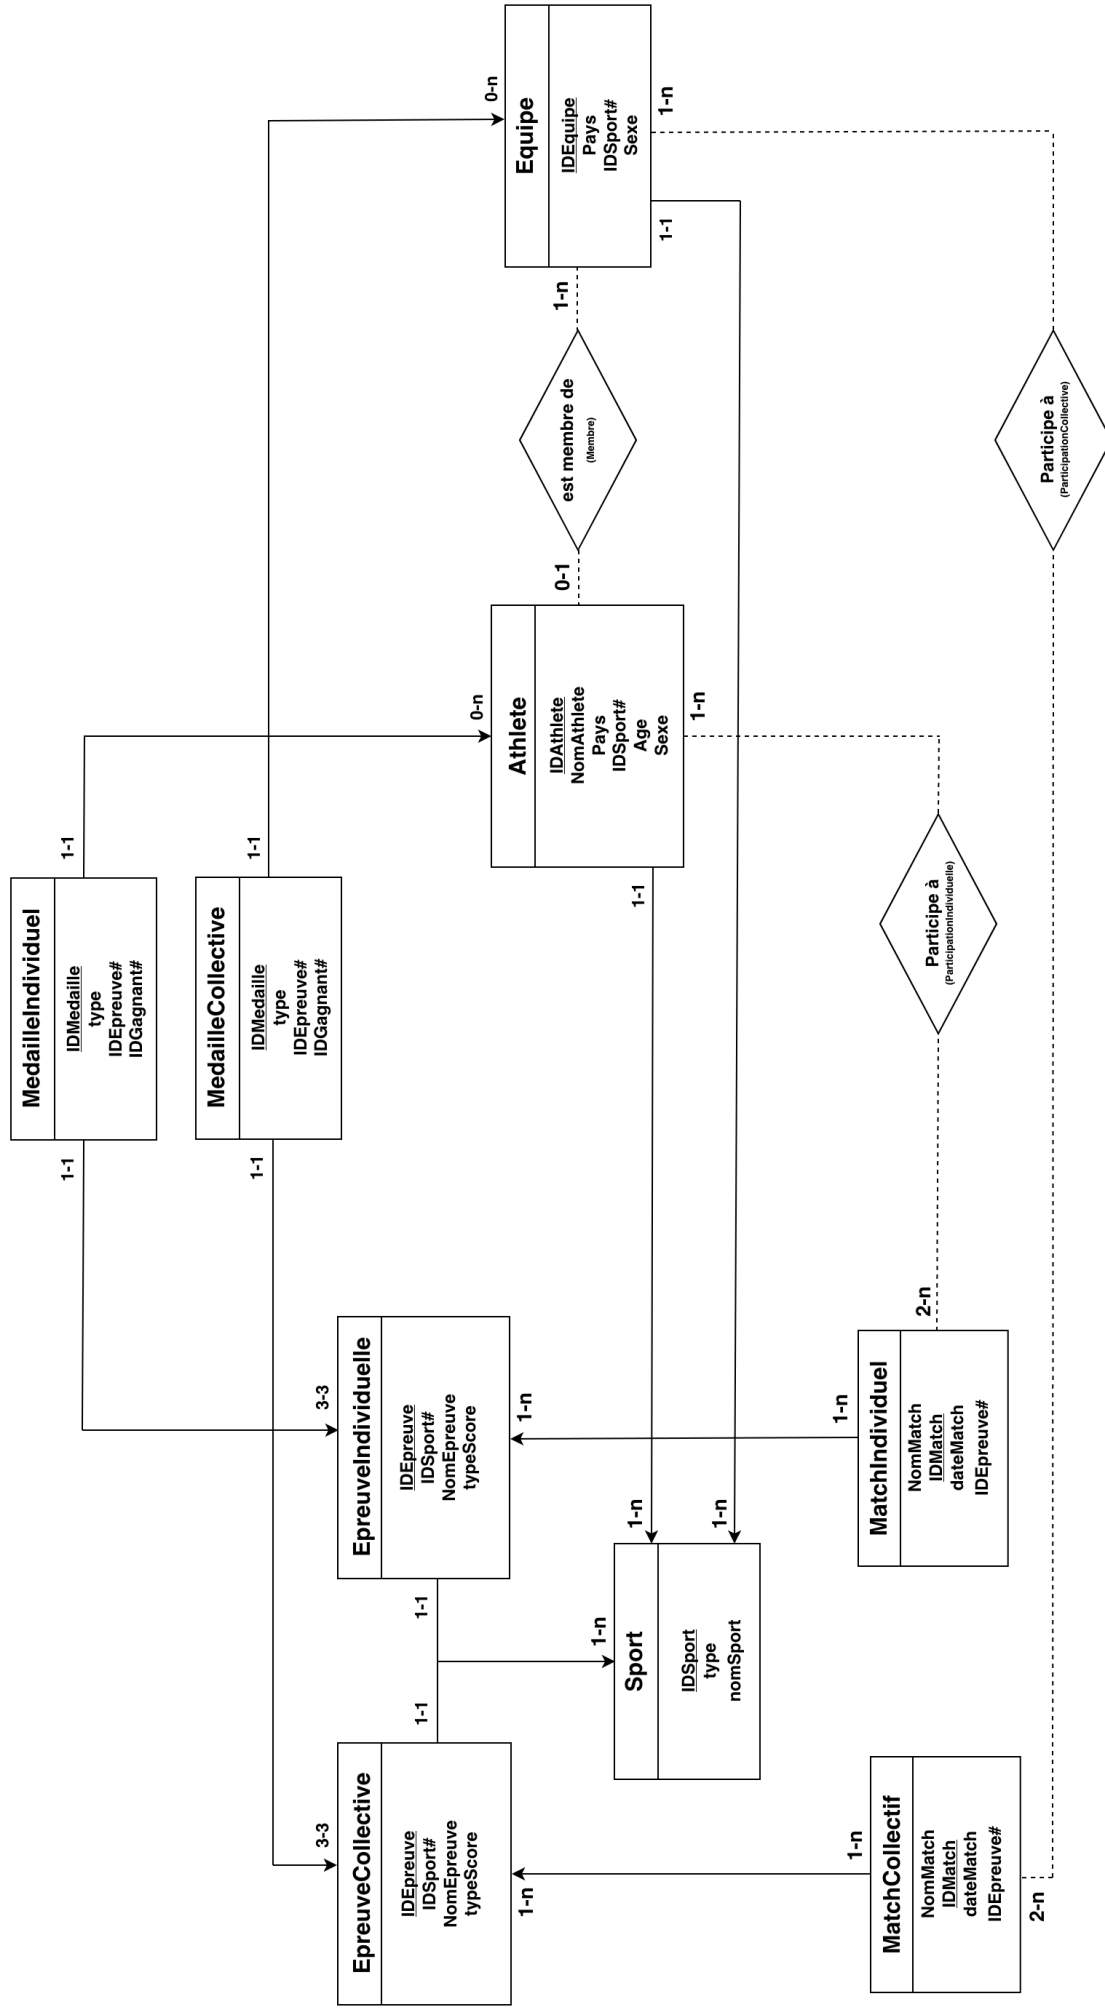 MedailleIndividuel
IDMedaille
type
IDEpreuve#
IDGagnant#
1-1
1-1
MedailleCollective
IDMedaille
type
IDEpreuve#
IDGagnant#
1-1
1-1
3-3
3-3
0-n
0-n
EpreuveCollective
IDEpreuve
IDSport#
NomEpreuve
typeScore
1-1
1-n
EpreuveIndividuelle
IDEpreuve
IDSport#
NomEpreuve
typeScore
1-1
1-n
Athlete
IDAthlete
NomAthlete
Pays
IDSport#
Age
Sexe
0-1
1-1
1-n
est membre de
(Membre)
1-n
Equipe
IDEquipe
Pays
IDSport#
Sexe
1-1
1-n
Sport
IDSport
type
nomSport
1-n
1-n
1-n
MatchCollectif
NomMatch
IDMatch
dateMatch
IDEpreuve#
1-n
2-n
MatchIndividuel
NomMatch
IDMatch
dateMatch
IDEpreuve#
1-n
2-n
Participe à
(ParticipationIndividuelle)
Participe à
(ParticipationCollective)